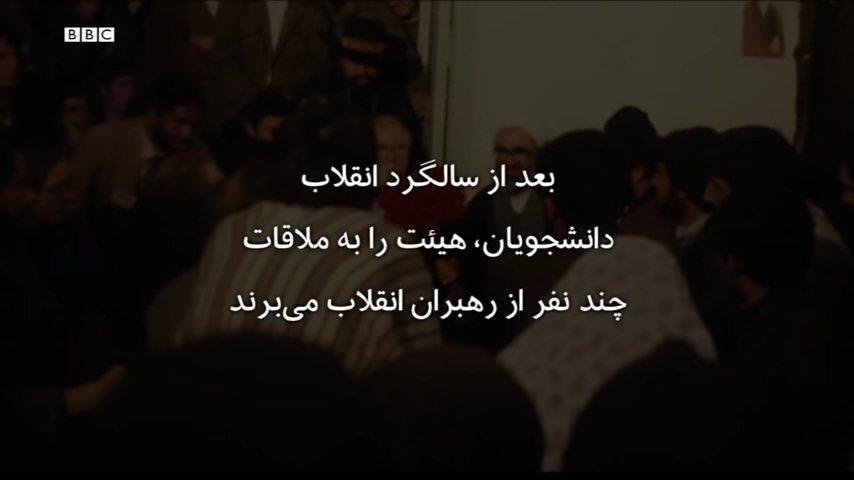 BBC
بعد از سالگرد انقلاب
دانشجویان، هیئت را به ملاقات
چند نفر از رهبران انقلاب می‌برند